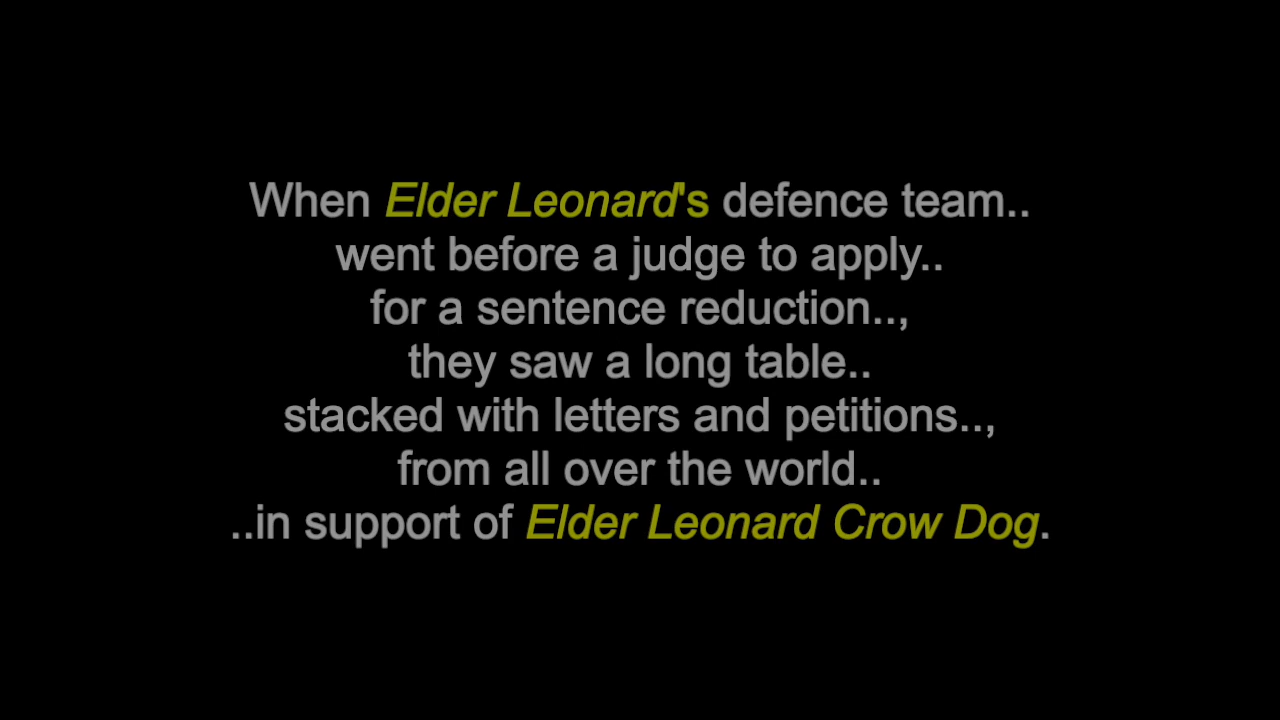 When Elder Leonard's defence team..
went before a judge to apply..
for a sentence reduction..,
they saw a long table..
stacked with letters and petitions..,
from all over the world..
..in support of Elder Leonard Crow Dog.